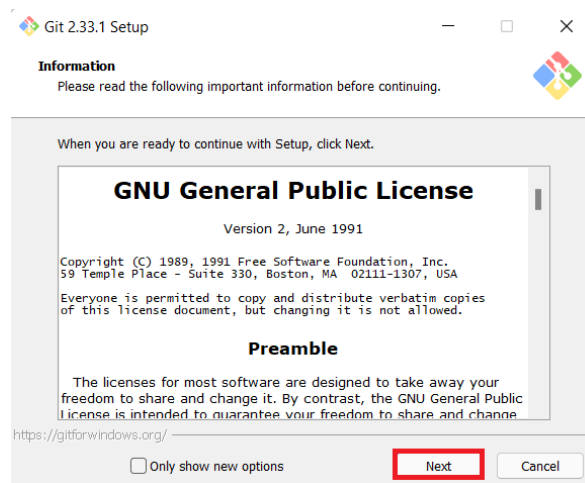 Git 2.33.1 Setup
Information
Please read the following important information before continuing.
When you are ready to continue with Setup, click Next.
GNU General Public License
Version 2, June 1991
Copyright (C) 1989, 1991 Free Software Foundation, Inc.
59 Temple Place - Suite 330, Boston, MA  02111-1307, USA
Everyone is permitted to copy and distribute verbatim copies
of this license document, but changing it is not allowed.
Preamble
The licenses for most software are designed to take away your
freedom to share and change it. By contrast, the GNU General Public
License is intended to guarantee your freedom to share and change
https://gitforwindows.org/
Only show new options
Next
Cancel